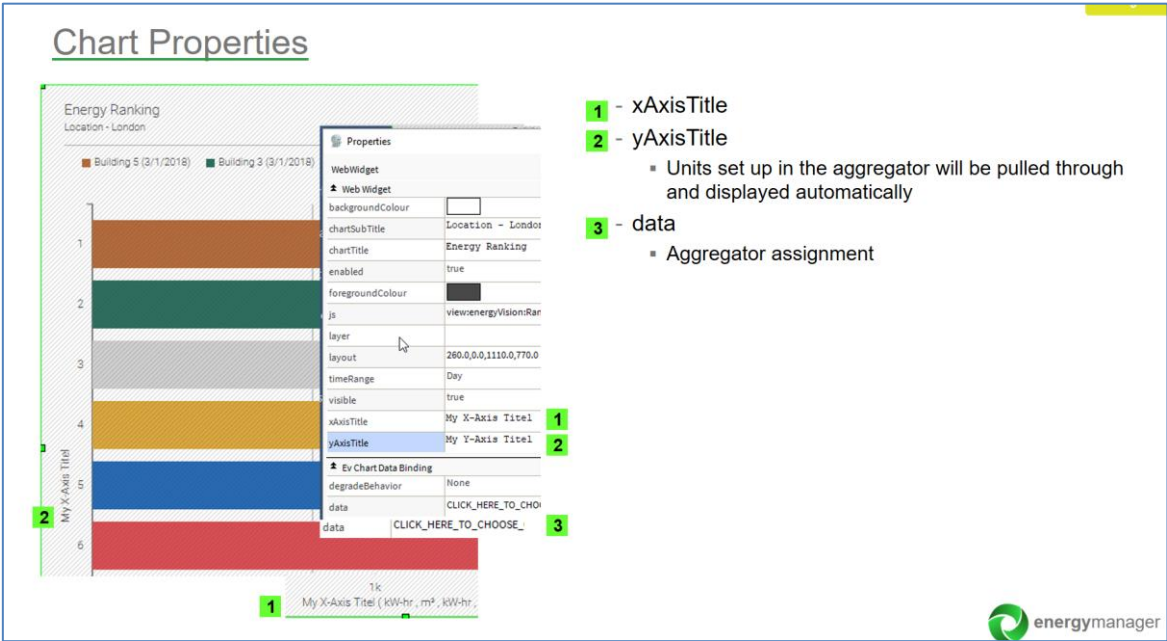 Chart Properties
Energy Ranking
Location - London
Building 5 (3/1/2018) Building 3 (3/1/2018)
1
2
3
4
5
6
My X-Axis Titel
2
1k
1
My X-Axis Titel ( kW-hr , m³ , kW-hr ,
Properties
WebWidget
Web Widget
backgroundColour
chartSubTitle Location - London
chartTitle Energy Ranking
enabled true
foregroundColour
js view:energyVision:Ran
layer
layout 260.0,0.0,1110.0,770.0
timeRange Day
visible true
xAxisTitle My X-Axis Titel 1
yAxisTitle My Y-Axis Titel 2
Ev Chart Data Binding
degradeBehavior None
data CLICK_HERE_TO_CHO
data CLICK_HERE_TO_CHOOSE_ 3
1 - xAxisTitle
2 - yAxisTitle
▪ Units set up in the aggregator will be pulled through
and displayed automatically
3 - data
▪ Aggregator assignment
energymanager